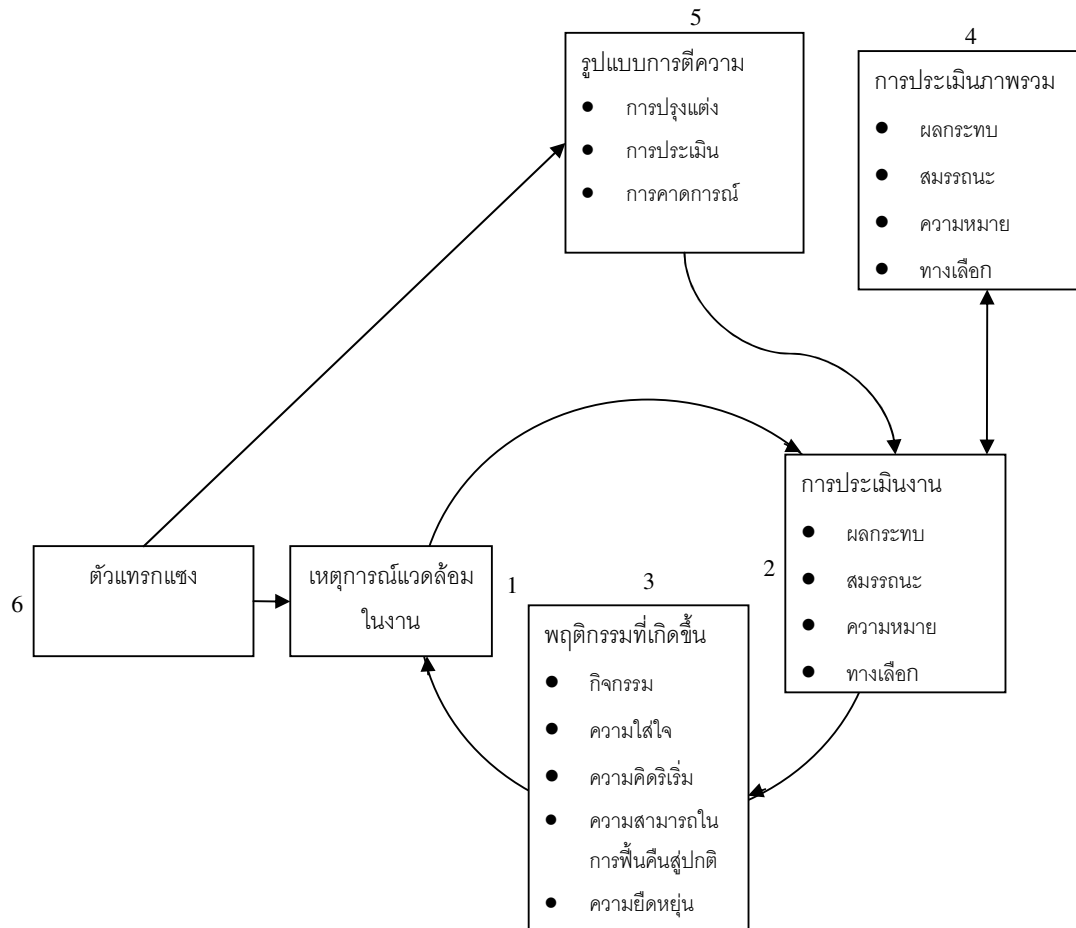 5
รูปแบบการตีความ
● การปรุงแต่ง
● การประเมิน
● การคาดการณ์
4
การประเมินภาพรวม
● ผลกระทบ
● สมรรถนะ
● ความหมาย
● ทางเลือก
6
ตัวแทรกแซง
เหตุการณ์แวดล้อม
ในงาน
1
2
การประเมินงาน
● ผลกระทบ
● สมรรถนะ
● ความหมาย
● ทางเลือก
3
พฤติกรรมที่เกิดขึ้น
● กิจกรรม
● ความใส่ใจ
● ความคิดริเริ่ม
● ความสามารถใน
การฟื้นคืนสู่ปกติ
● ความยืดหยุ่น